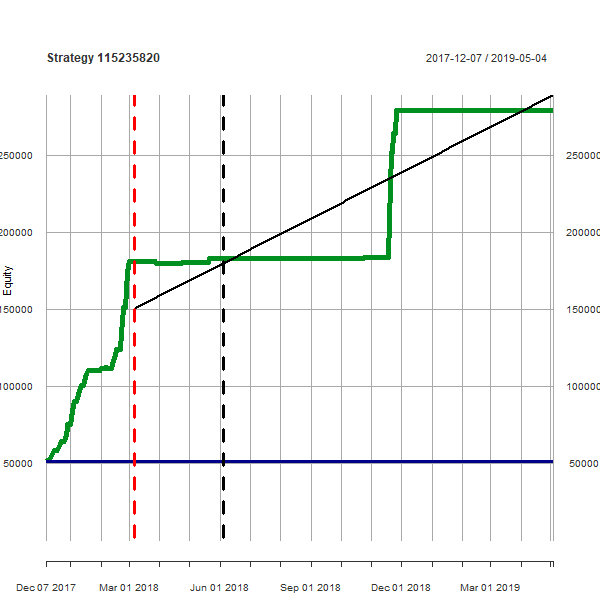 Strategy 115235820
2017-12-07 / 2019-05-04
250000
250000
200000
200000
Equity
150000
150000
100000
100000
50000
50000
Dec 07 2017
Mar 01 2018
Jun 01 2018
Sep 01 2018
Dec 01 2018
Mar 01 2019